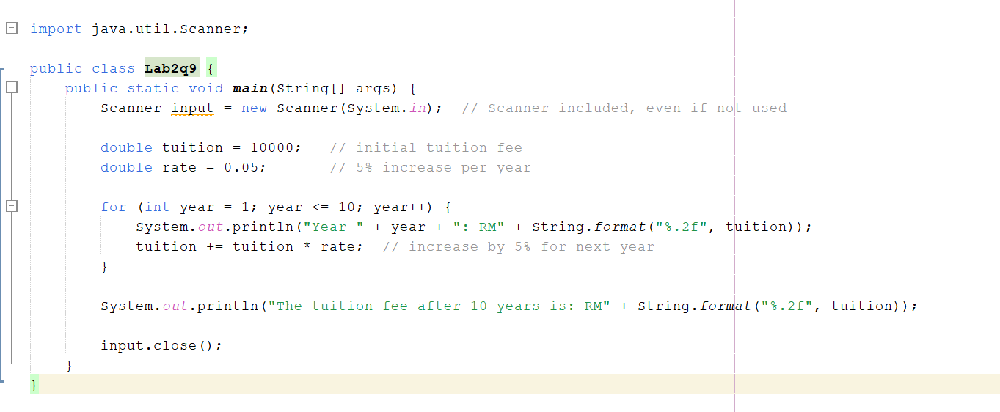 import java.util.Scanner;
public class Lab2q9 {
public static void main(String[] args) {
Scanner input = new Scanner(System.in);  // Scanner included, even if not used
double tuition = 10000;   // initial tuition fee
double rate = 0.05;       // 5% increase per year
for (int year = 1; year <= 10; year++) {
System.out.println("Year " + year + ": RM" + String.format("%.2f", tuition));
tuition += tuition * rate;  // increase by 5% for next year
}
System.out.println("The tuition fee after 10 years is: RM" + String.format("%.2f", tuition));
input.close();
}
}